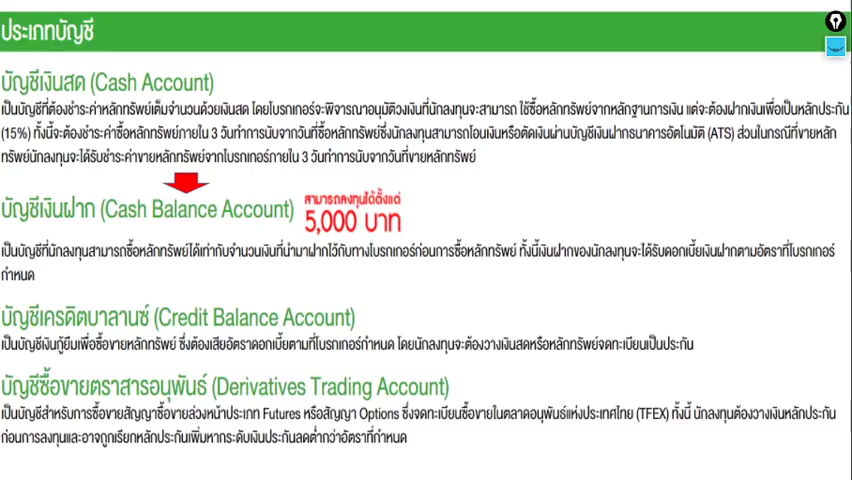 ประเภทบัญชี
บัญชีเงินสด (Cash Account)
เป็นบัญชีที่ต้องชำระค่าหลักทรัพย์เต็มจำนวนด้วยเงินสด โดยโบรกเกอร์จะพิจารณาอนุมัติวงเงินที่นักลงทุนจะสามารถ ใช้ซื้อหลักทรัพย์จากหลักฐานการเงิน แต่จะต้องฝากเงินเพื่อเป็นหลักประกัน
(15%) ทั้งนี้จะต้องชำระค่าซื้อหลักทรัพย์ภายใน 3 วันทำการนับจากวันที่ซื้อหลักทรัพย์ซึ่งนักลงทุนสามารถโอนเงินหรือตัดเงินผ่านบัญชีเงินฝากธนาคารอัตโนมัติ (ATS) ส่วนในกรณีที่ขายหลัก
ทรัพย์นักลงทุนจะได้รับชำระค่าขายหลักทรัพย์จากโบรกเกอร์ภายใน 3 วันทำการนับจากวันที่ขายหลักทรัพย์
บัญชีเงินฝาก (Cash Balance Account)
สามารถลงทุนได้ตั้งแต่
5,000 บาท
เป็นบัญชีที่นักลงทุนสามารถซื้อหลักทรัพย์ได้เท่ากับจำนวนเงินที่นำมาฝากไว้กับทางโบรกเกอร์ก่อนการซื้อหลักทรัพย์ ทั้งนี้เงินฝากของนักลงทุนจะได้รับดอกเบี้ยเงินฝากตามอัตราที่โบรกเกอร์
กำหนด
บัญชีเครดิตบาลานซ์ (Credit Balance Account)
เป็นบัญชีเงินกู้ยืมเพื่อซื้อขายหลักทรัพย์ ซึ่งต้องเสียอัตราดอกเบี้ยตามที่โบรกเกอร์กำหนด โดยนักลงทุนจะต้องวางเงินสดหรือหลักทรัพย์จดทะเบียนเป็นประกัน
บัญชีซื้อขายตราสารอนุพันธ์ (Derivatives Trading Account)
เป็นบัญชีสำหรับการซื้อขายสัญญาซื้อขายล่วงหน้าประเภท Futures หรือสัญญา Options ซึ่งจดทะเบียนซื้อขายในตลาดอนุพันธ์แห่งประเทศไทย (TFEX) ทั้งนี้ นักลงทุนต้องวางเงินหลักประกัน
ก่อนการลงทุนและอาจถูกเรียกหลักประกันเพิ่มหากระดับเงินประกันลดต่ำกว่าอัตราที่กำหนด